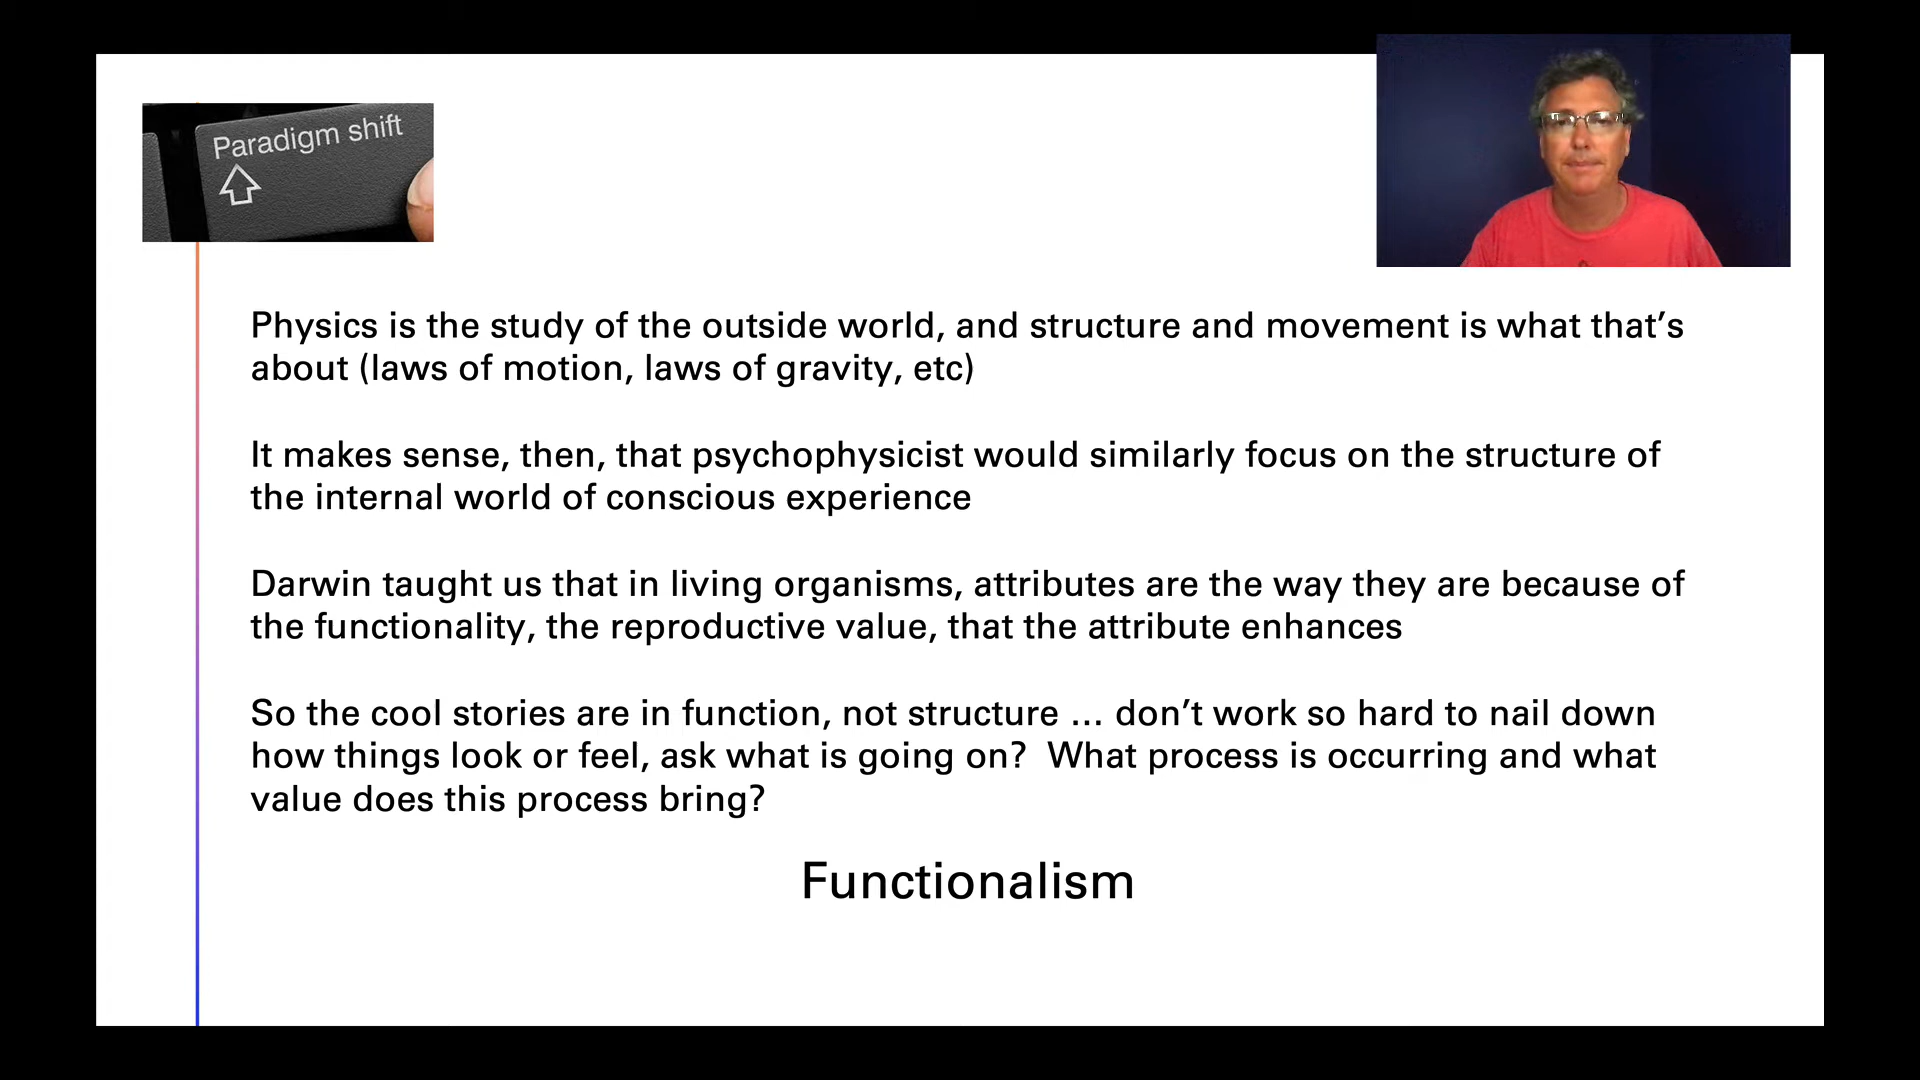 Paradigm shift
Physics is the study of the outside world, and structure and movement is what that’s
about (laws of motion, laws of gravity, etc)
It makes sense, then, that psychophysicist would similarly focus on the structure of
the internal world of conscious experience
Darwin taught us that in living organisms, attributes are the way they are because of
the functionality, the reproductive value, that the attribute enhances
So the cool stories are in function, not structure … don’t work so hard to nail down
how things look or feel, ask what is going on?  What process is occurring and what
value does this process bring?
Functionalism